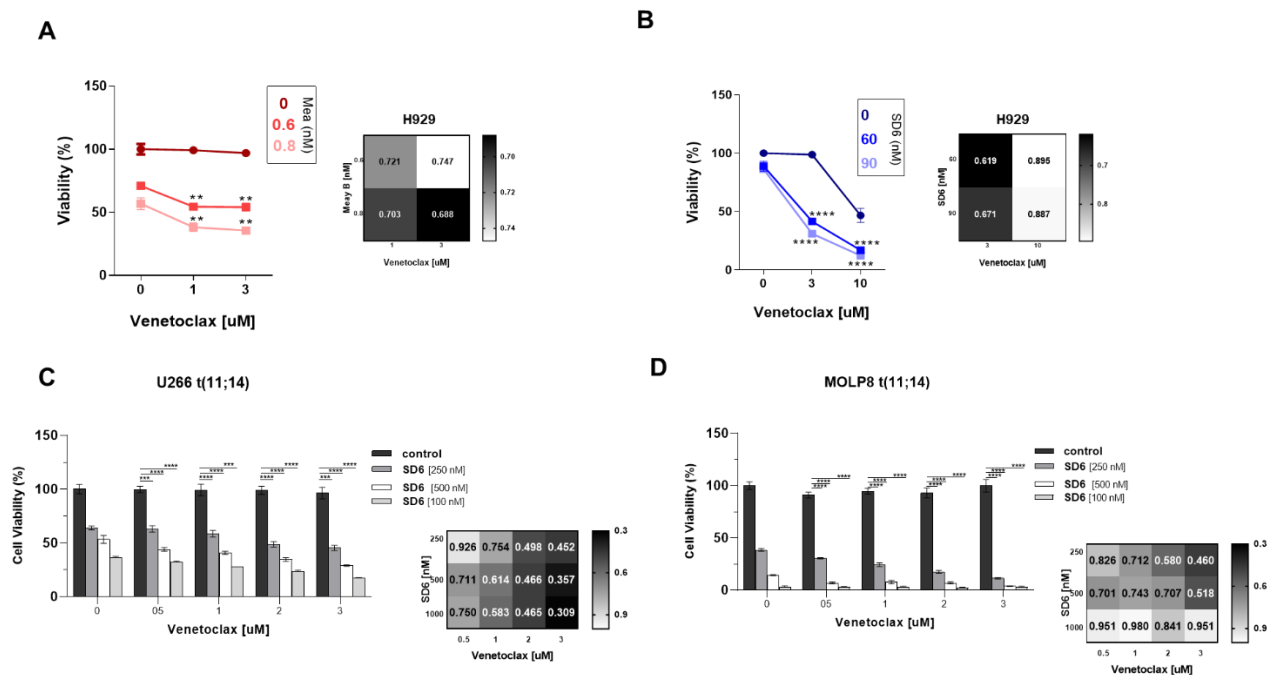 A
150
100
50
0
Viability (%)
0
1
3
Venetoclax [uM]
** **
** **
0
0.6
0.8
Mea (nM)
H929
0.721 0.747
0.703 0.688
0.6
0.8
Meay B [nM]
1 3
Venetoclax [uM]
0.70
0.72
0.74
B
150
100
50
0
Viability (%)
0
3
10
Venetoclax [uM]
**** ****
**** ****
0
60
90
SD6 (nM)
H929
0.619 0.895
0.671 0.887
60
90
SD6 [nM]
3 10
Venetoclax [uM]
0.7
0.8
C
U266 t(11;14)
150
100
50
0
Cell Viability (%)
0 05 1 2 3
Venetoclax [uM]
**** *** **** ****
**** **** **** ****
*** **** **** ***
control
SD6 [250 nM]
SD6 [500 nM]
SD6 [100 nM]
0.926 0.754 0.498 0.452
0.711 0.614 0.466 0.357
0.750 0.583 0.465 0.309
250
500
1000
SD6 [nM]
0.5 1 2 3
Venetoclax [uM]
0.3
0.6
0.9
D
MOLP8 t(11;14)
150
100
50
0
Cell Viability (%)
0 05 1 2 3
Venetoclax [uM]
**** **** **** ****
**** **** **** ****
**** **** **** ****
control
SD6 [250 nM]
SD6 [500 nM]
SD6 [100 nM]
0.826 0.712 0.580 0.460
0.701 0.743 0.707 0.518
0.951 0.980 0.841 0.951
250
500
1000
SD6 [nM]
0.5 1 2 3
Venetoclax [uM]
0.3
0.6
0.9